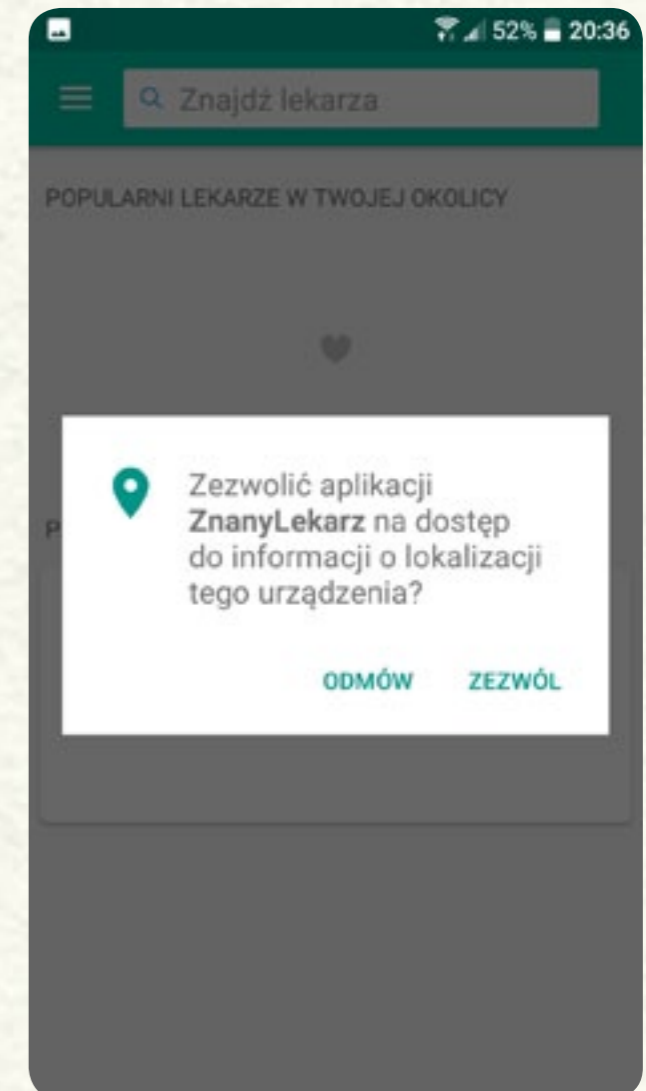 52% 20:36
Znajdź lekarza
POPULARNI LEKARZE W TWOJEJ OKOLICY
Zezwolić aplikacji
ZnanyLekarz na dostęp
do informacji o lokalizacji
tego urządzenia?
P
ODMÓW ZEZWÓL